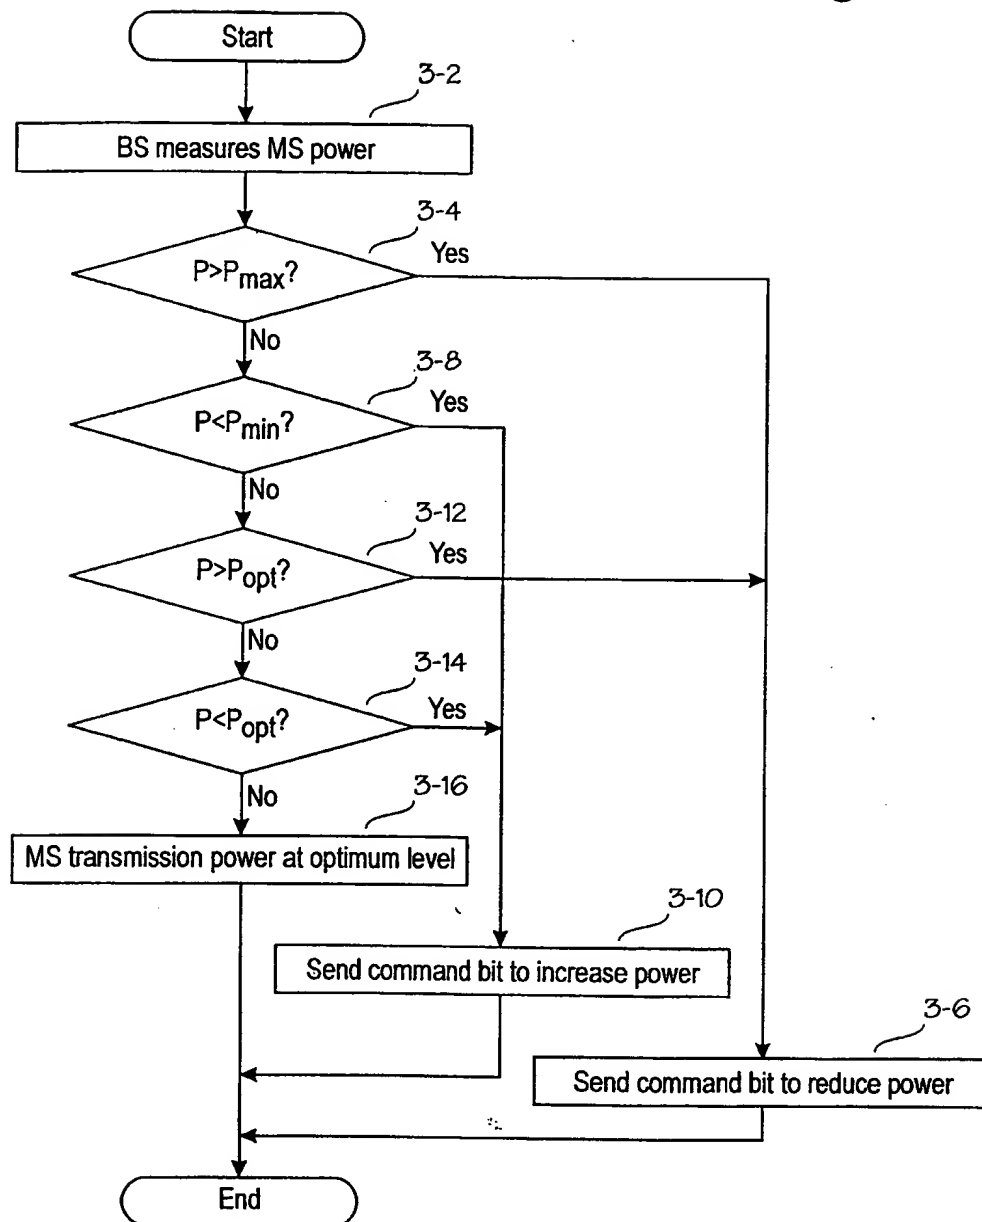 Start
3-2
BS measures MS power
3-4
P>Pmax?
Yes
No
3-8
P<Pmin?
Yes
No
3-12
P>Popt?
Yes
No
3-14
P<Popt?
Yes
No
3-16
MS transmission power at optimum level
3-10
Send command bit to increase power
3-6
Send command bit to reduce power
End